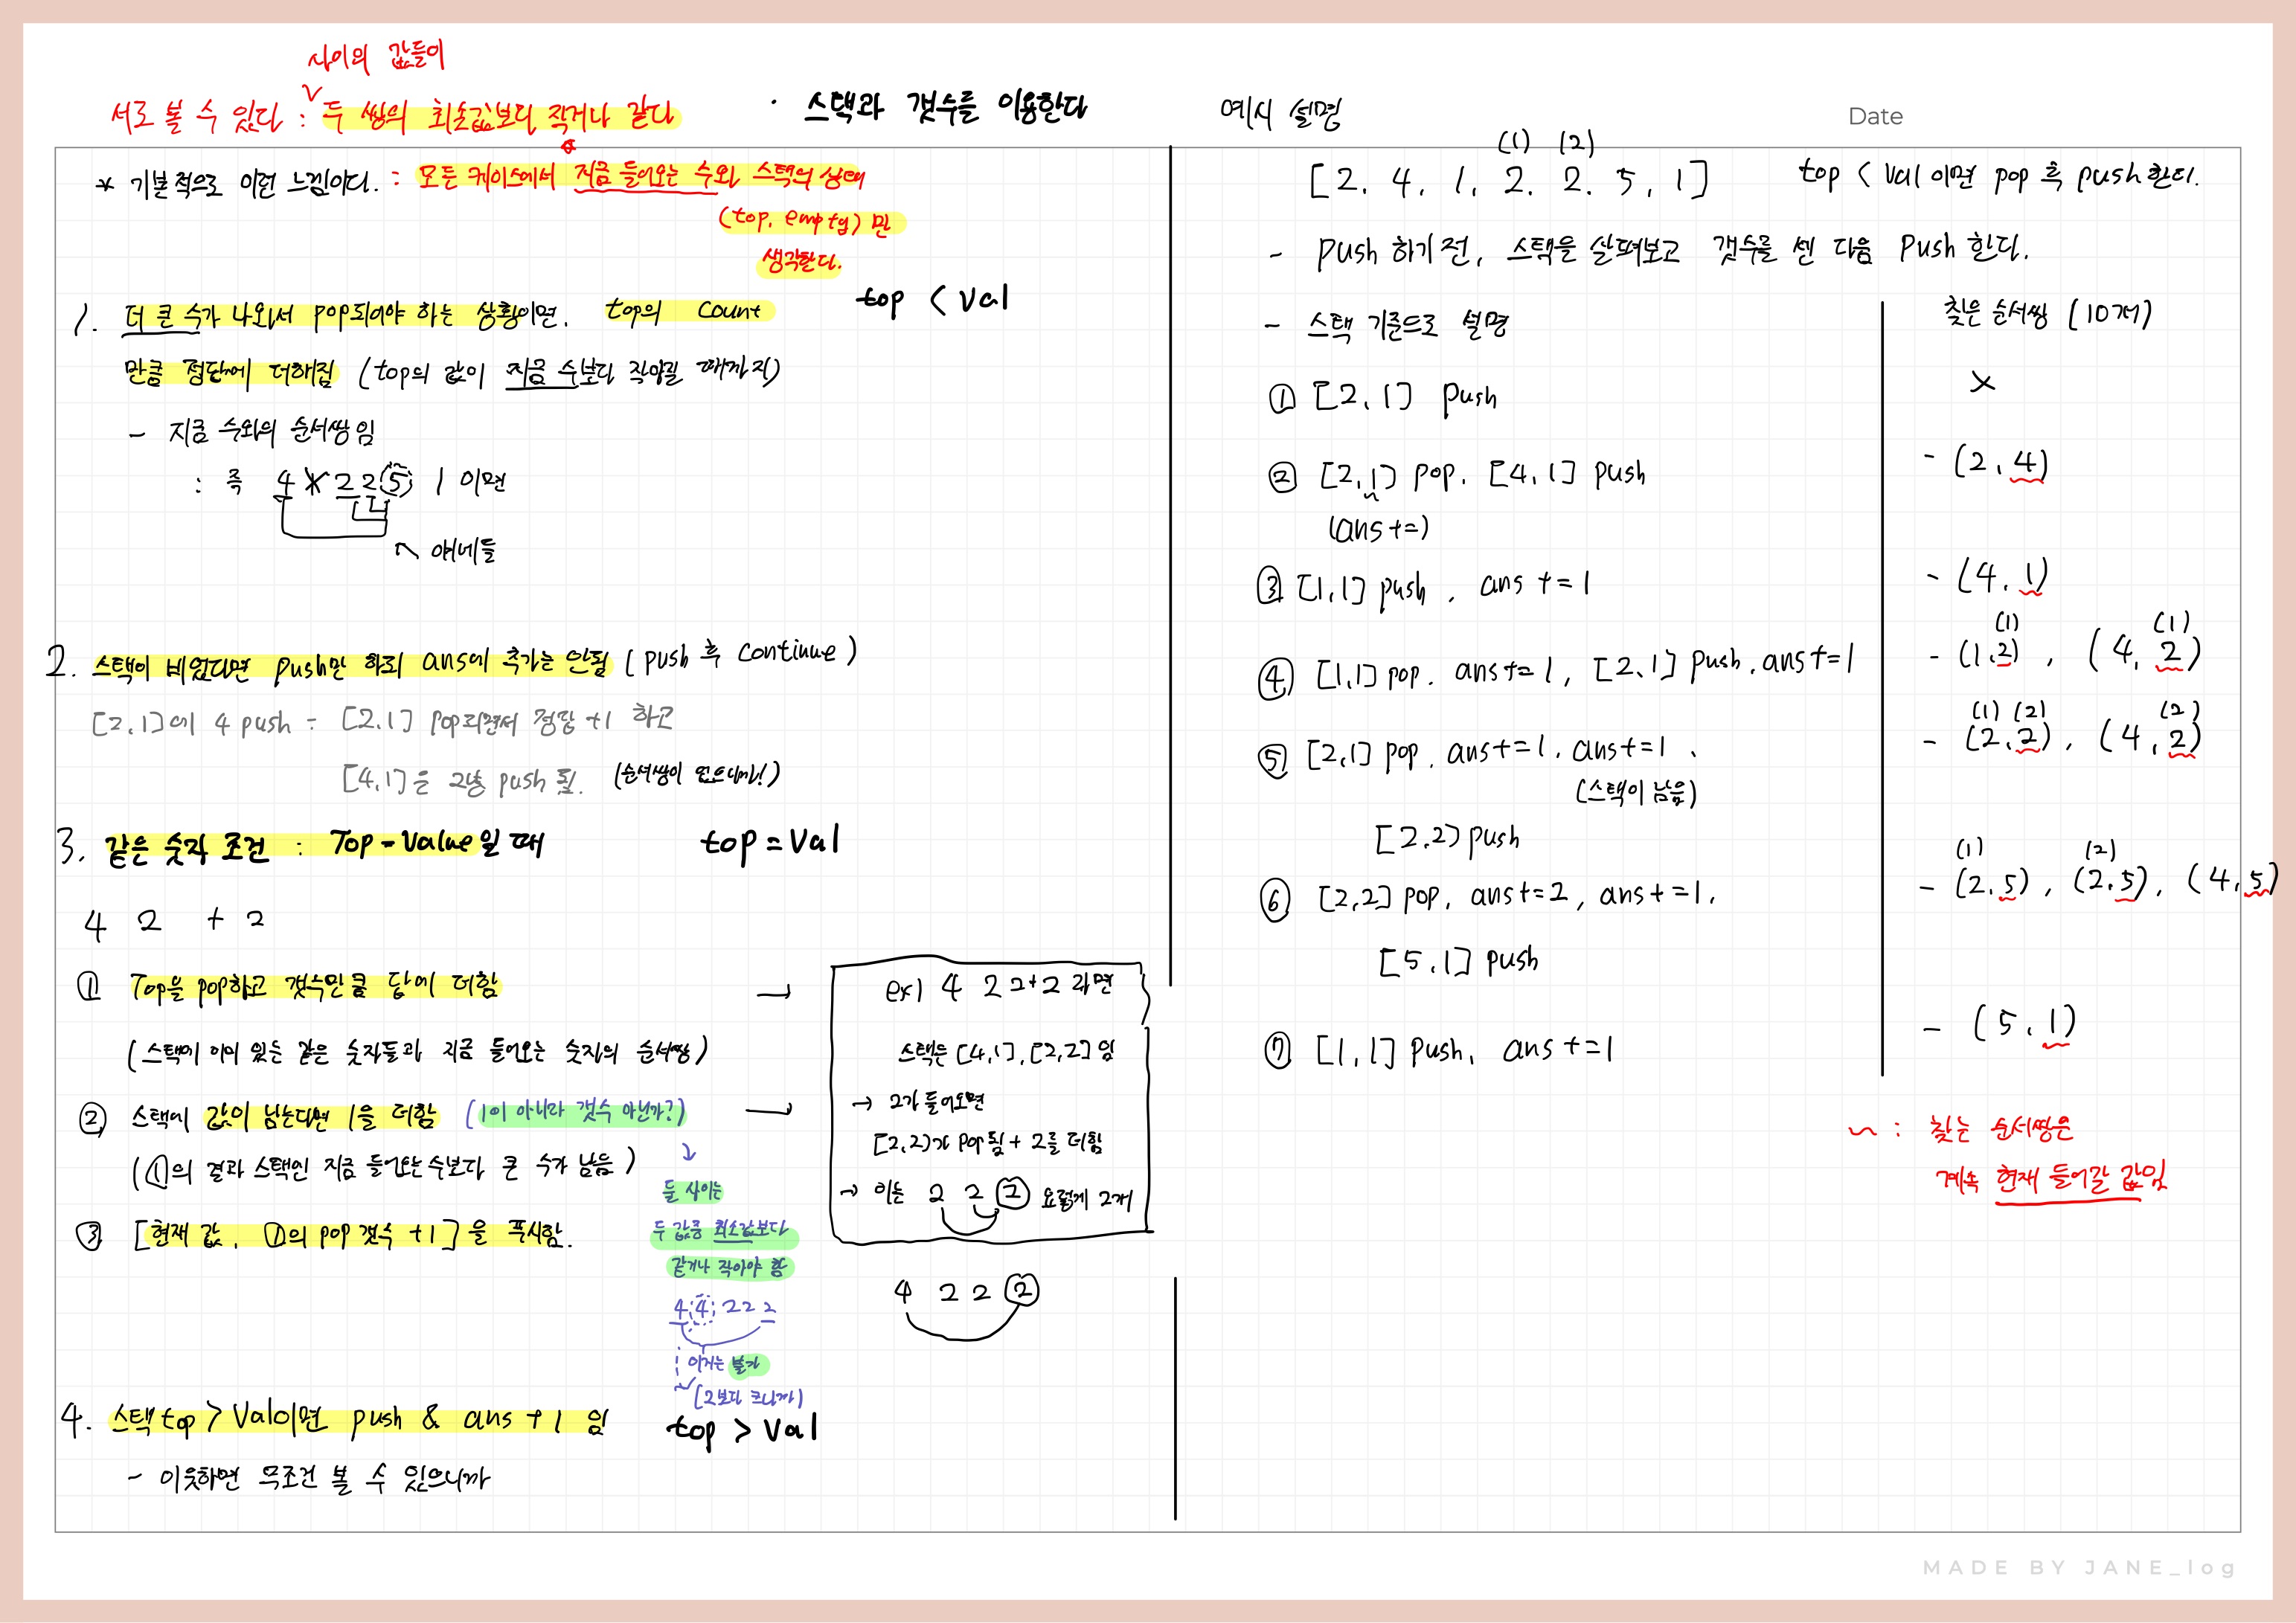 사이의 값들이
서로 볼 수 있다 : ∨ 두 쌍의 최솟값보다 작거나 같다
· 스택과 갯수를 이용한다
* 기본적으로 이런 느낌이다. : 모든 케이스에서 지금 들어오는 수와 스택의 상태
(top, empty) 만
생각한다.
1. 더 큰 수가 나와서 pop되어야 하는 상황이면, top의 count
top < val
만큼 정답에 더해짐 (top의 값이 지금 수보다 작아질 때까지)
- 지금 수와의 순서쌍임
: 즉 4 1 2 2 5 1 이면
얘네들
2. 스택이 비었다면 push만 하되 ans에 추가는 안됨 (push 후 continue)
[2,1]에 4 push - [2,1] pop되면서 정답 +1 하고
[4,1]은 그냥 push 됨. (순서쌍이 없으니까!)
3. 같은 숫자 조건 : Top = Value일 때
top = val
4 2 + 2
① Top을 pop하고 갯수만큼 답에 더함 →
(스택에 이미 있는 같은 숫자들과 지금 들어오는 숫자의 순서쌍)
② 스택에 값이 남는다면 1을 더함 (1이 아니라 갯수 아닌가?) →
(①의 결과 스택엔 지금 들어오는 수보다 큰 수가 남음)
↓
둘 사이는
두 값중 최소값보다
같거나 작아야 함
4 4 2 2 2
이거는 불가
(2보다 크니까)
③ [현재 값, ①의 pop 갯수 +1]을 푸시함.
ex) 4 2 2 + 2 라면
스택은 [4,1], [2,2] 임
→ 2가 들어오면
[2,2]가 pop됨 + 2를 더함
→ 이는 2 2 2 요렇게 2개
4 2 2 2
4. 스택 top > val이면 push & ans + 1 임
top > val
- 이웃하면 무조건 볼 수 있으니까
예시 설명
Date
(1) (2)
[2. 4, 1, 2. 2. 5, 1]
top < val 이면 pop 후 push 한다.
- push 하기 전, 스택을 살펴보고 갯수를 센 다음 push 한다.
- 스택 기준으로 설명
① [2,1] push
② [2,1] pop, [4,1] push
(ans +=)
③ [1,1] push, ans += 1
④ [1,1] pop. ans += 1, [2,1] push. ans += 1
⑤ [2,1] pop, ans += 1, ans += 1,
(스택이 남음)
[2,2) push
⑥ [2,2] pop, ans += 2, ans += 1,
[5,1] push
⑦ [1,1] push, ans += 1
찾은 순서쌍 (10개)
×
- (2,4)
- (4,1)
(1) (1)
- (1,2), (4,2)
(1) (2) (2)
- (2,2), (4,2)
(1) (2)
- (2,5), (2,5), (4,5)
- (5,1)
~ : 찾는 순서쌍은
계속 현재 들어갈 값임
MADE BY JANE_log